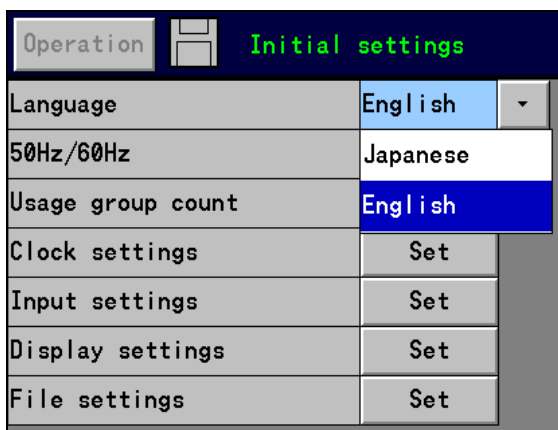 Operation Initial settings
Language English
50Hz/60Hz Japanese
Usage group count English
Clock settings Set
Input settings Set
Display settings Set
File settings Set